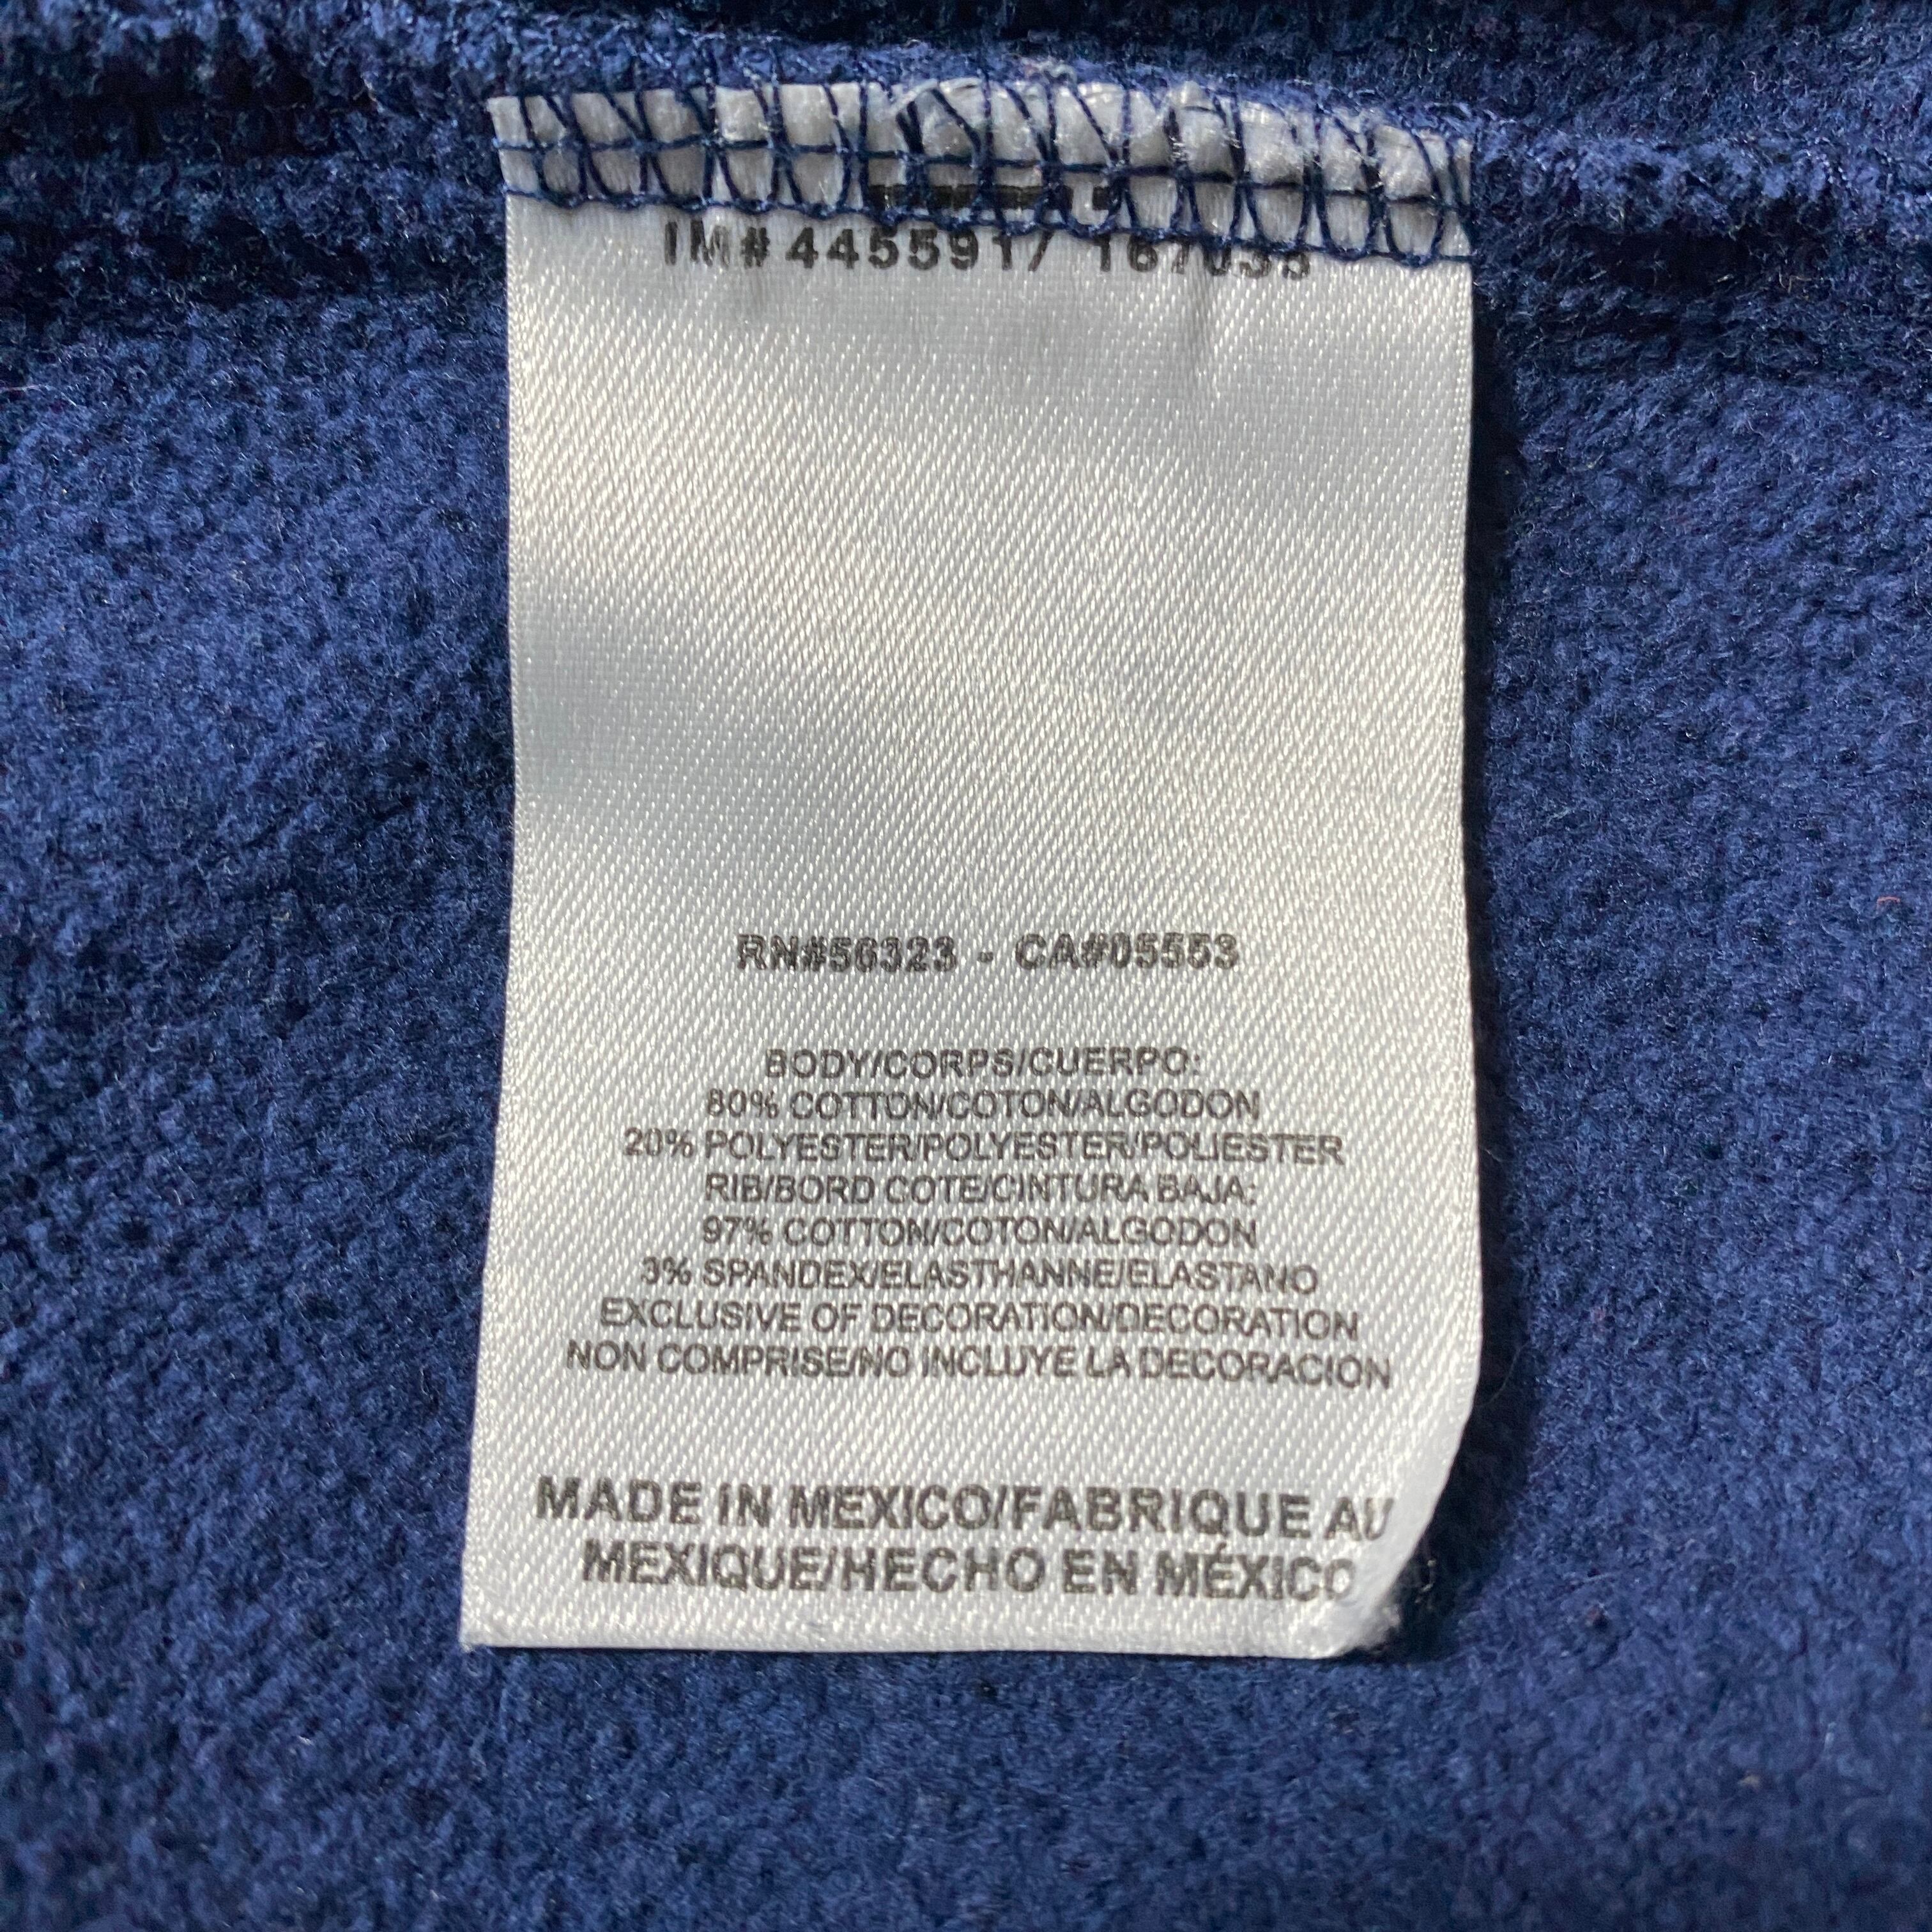 IM# 445591/ 167035
RN#56323 - CA#05553
BODY/CORPS/CUERPO:
80% COTTON/COTON/ALGODON
20% POLYESTER/POLYESTER/POLIESTER
RIB/BORD COTE/CINTURA BAJA:
97% COTTON/COTON/ALGODON
3% SPANDEX/ELASTHANNE/ELASTANO
EXCLUSIVE OF DECORATION/DECORATION
NON COMPRISE/NO INCLUYE LA DECORACION
MADE IN MEXICO/FABRIQUE AU
MEXIQUE/HECHO EN MÉXICO